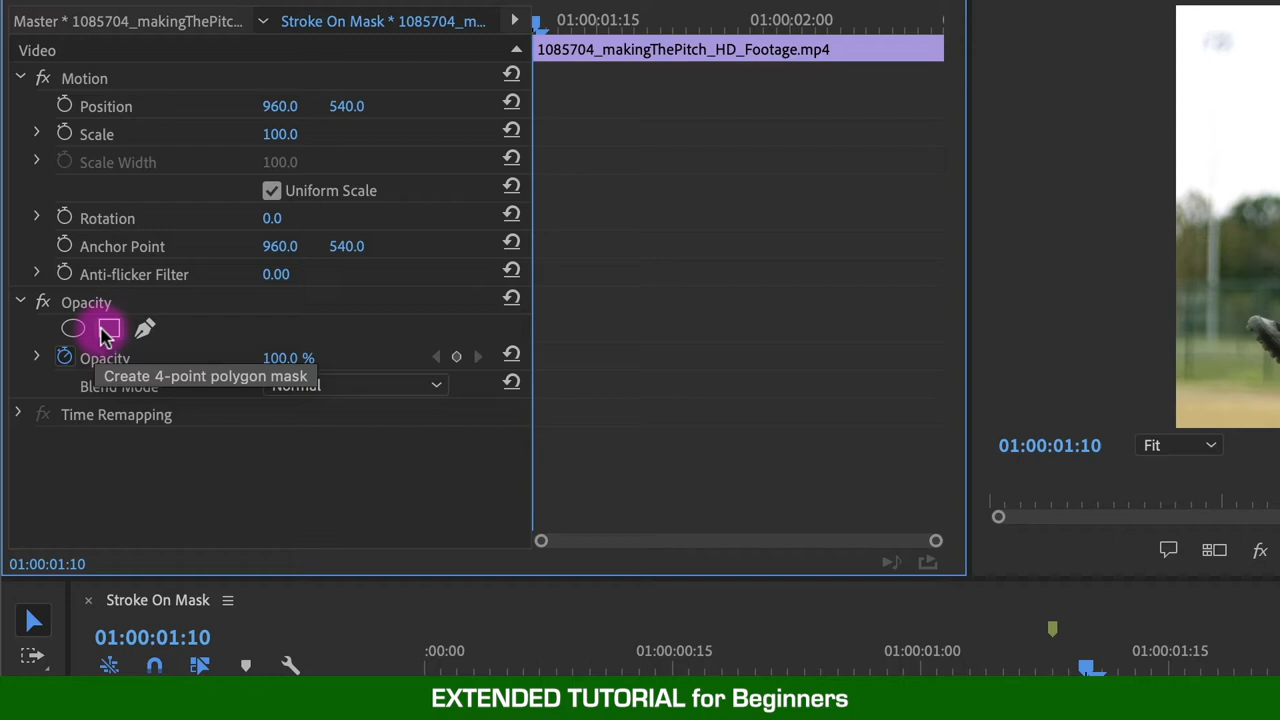 Master * 1085704_makingThePitc...
Stroke On Mask * 1085704_m...
01:00:01:15
01:00:02:00
Video
1085704_makingThePitch_HD_Footage.mp4
fx Motion
Position 960.0 540.0
Scale 100.0
Scale Width 100.0
Uniform Scale
Rotation 0.0
Anchor Point 960.0 540.0
Anti-flicker Filter 0.00
fx Opacity
Opacity 100.0 %
Create 4-point polygon mask
Blend Mode Normal
fx Time Remapping
01:00:01:10 Fit
fx
01:00:01:10
× Stroke On Mask
01:00:01:10
:00:00 01:00:00:15 01:00:01:00 01:00:01:15
EXTENDED TUTORIAL for Beginners